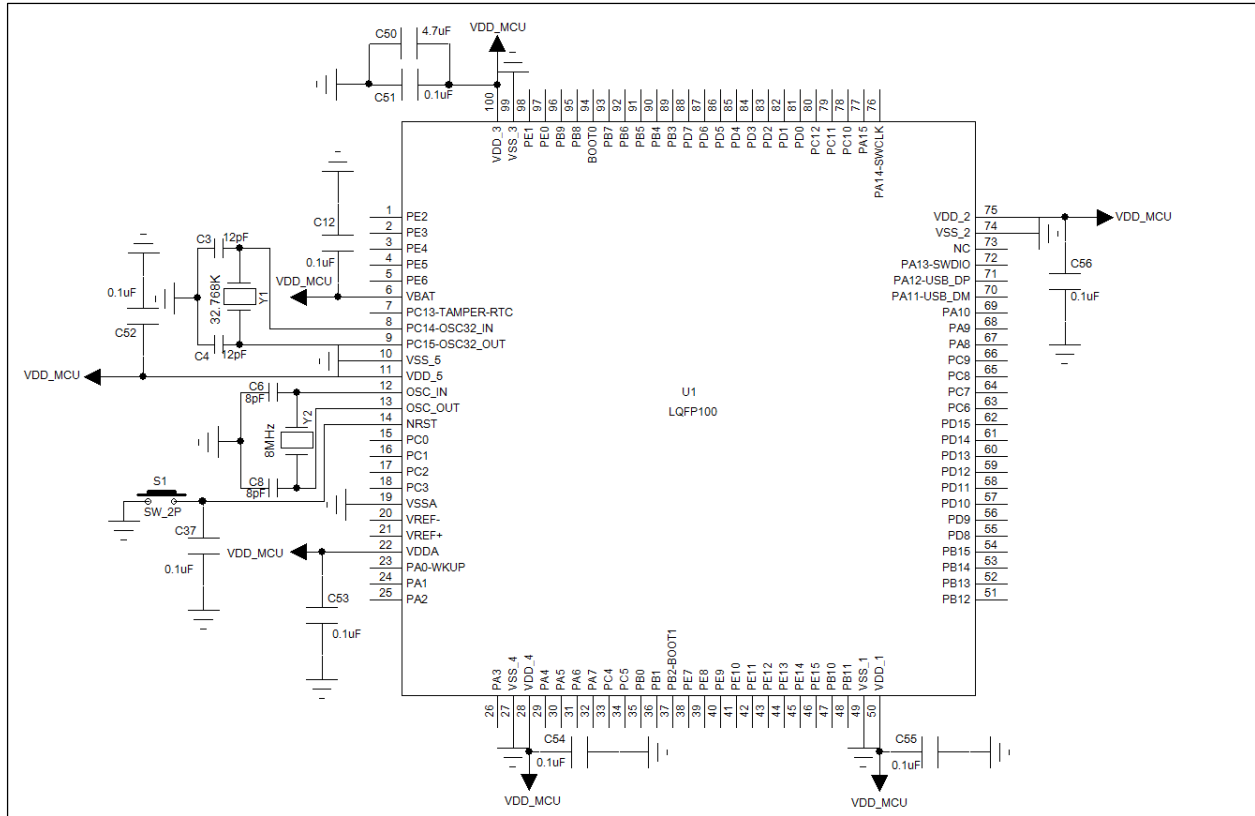 C50 4.7uF VDD_MCU
C51 0.1uF
100 99 98 97 96 95 94 93 92 91 90 89 88 87 86 85 84 83 82 81 80 79 78 77 76
VDD_3 VSS_3 PE1 PE0 PB9 PB8 BOOT0 PB7 PB6 PB5 PB4 PB3 PD7 PD6 PD5 PD4 PD3 PD2 PD1 PD0 PC12 PC11 PC10 PA15 PA14-SWCLK
1 PE2
2 PE3
3 PE4
4 PE5
5 PE6
6 VBAT
7 PC13-TAMPER-RTC
8 PC14-OSC32_IN
9 PC15-OSC32_OUT
10 VSS_5
11 VDD_5
12 OSC_IN
13 OSC_OUT
14 NRST
15 PC0
16 PC1
17 PC2
18 PC3
19 VSSA
20 VREF-
21 VREF+
22 VDDA
23 PA0-WKUP
24 PA1
25 PA2
C12
0.1uF
VDD_MCU
C3 12pF
32.768K Y1
C4 12pF
0.1uF
C52
VDD_MCU
C6
8pF
8MHz Y2
C8
8pF
S1
SW_2P
C37
0.1uF
VDD_MCU
C53
0.1uF
U1
LQFP100
VDD_2 75
VSS_2 74
NC 73
PA13-SWDIO 72
PA12-USB_DP 71
PA11-USB_DM 70
PA10 69
PA9 68
PA8 67
PC9 66
PC8 65
PC7 64
PC6 63
PD15 62
PD14 61
PD13 60
PD12 59
PD11 58
PD10 57
PD9 56
PD8 55
PB15 54
PB14 53
PB13 52
PB12 51
VDD_MCU
C56
0.1uF
PA3 VSS_4 VDD_4 PA4 PA5 PA6 PA7 PC4 PC5 PB0 PB1 PB2-BOOT1 PE7 PE8 PE9 PE10 PE11 PE12 PE13 PE14 PE15 PB10 PB11 VSS_1 VDD_1
26 27 28 29 30 31 32 33 34 35 36 37 38 39 40 41 42 43 44 45 46 47 48 49 50
C54
0.1uF
VDD_MCU
C55
0.1uF
VDD_MCU